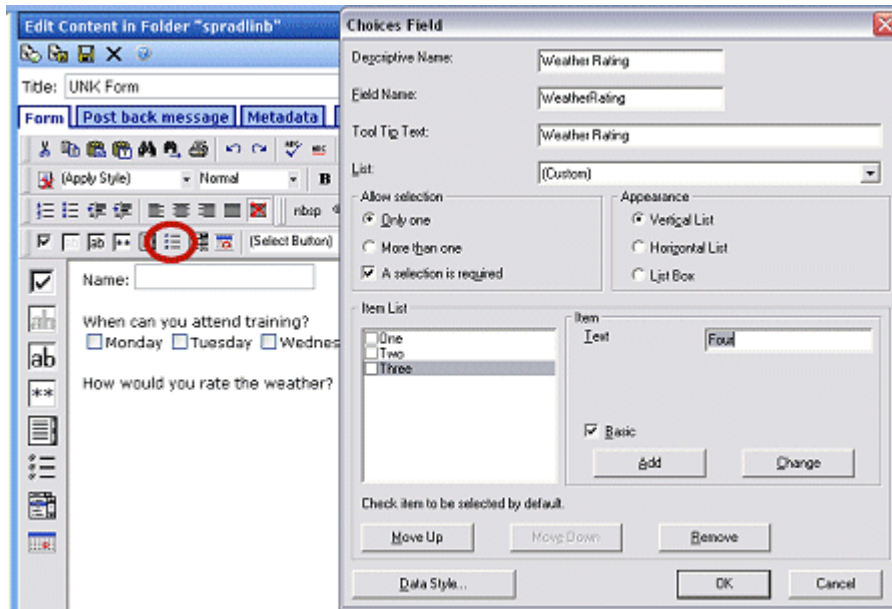 Edit Content in Folder "spradlinb"
Title: UNK Form
Form Post back message Metadata
(Apply Style) Normal B
nbsp
ab (Select Button)
Name:
ab
ab
**
When can you attend training?
Monday Tuesday Wednes
How would you rate the weather?
Choices Field
Descriptive Name: Weather Rating
Field Name: WeatherRating
Tool Tip Text: Weather Rating
List: (Custom)
Allow selection
Only one
More than one
A selection is required
Appearance
Vertical List
Horizontal List
List Box
Item List
One
Two
Three
Item
Text Four
Basic
Add Change
Check item to be selected by default.
Move Up Move Down Remove
Data Style... OK Cancel